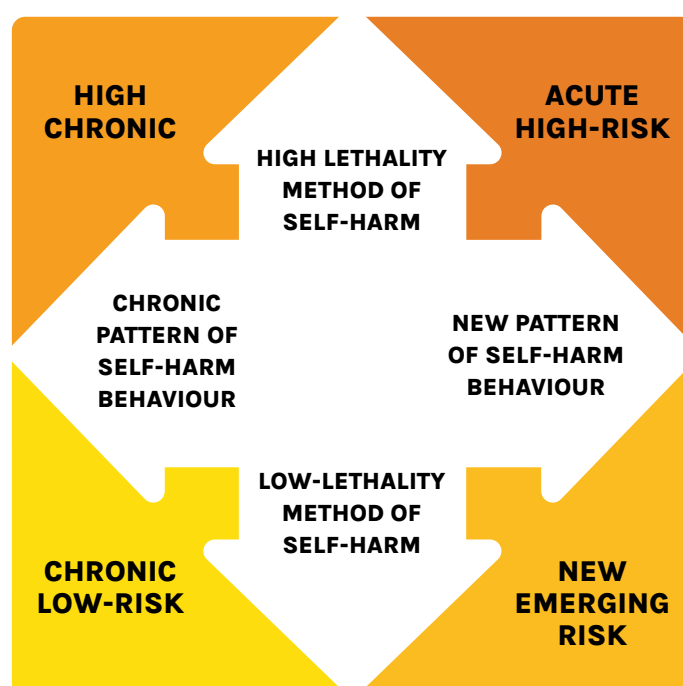 HIGH
CHRONIC
ACUTE
HIGH-RISK
HIGH LETHALITY
METHOD OF
SELF-HARM
CHRONIC
PATTERN OF
SELF-HARM
BEHAVIOUR
NEW PATTERN
OF SELF-HARM
BEHAVIOUR
LOW-LETHALITY
METHOD OF
SELF-HARM
CHRONIC
LOW-RISK
NEW
EMERGING
RISK